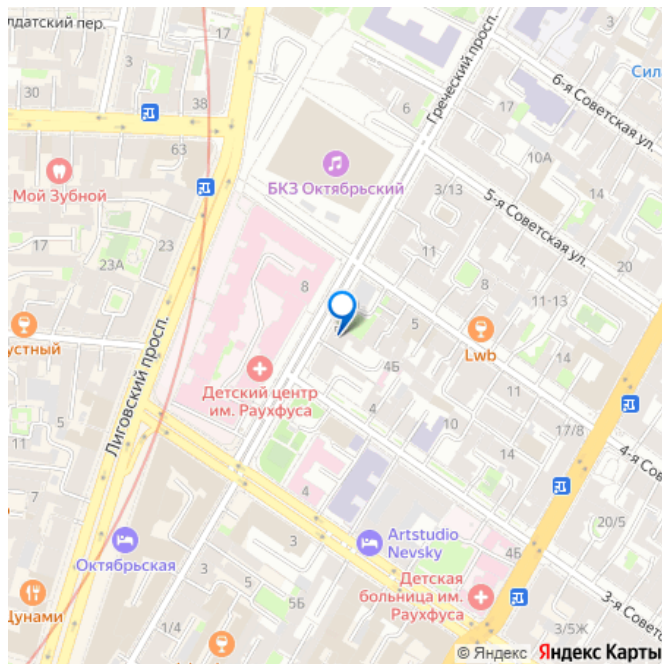 лдатский пер.
Греческий просп.
6-я Советская ул.
Сил
30
3
38
6
17
63
10А
14
Мой Зубной
БКЗ Октябрьский
3/13
5-я Советская ул.
17
23
23А
11
8
20
8
11-13
устный
5
Lwb
14
Лиговский просп.
Детский центр
им. Раухфуса
4Б
11
5
4
11
10
17/8
4-я Со
14
7
4
20/5
Artstudio
Nevsky
4Б
3-я Советс
Октябрьская
3
3
Детская
больница им.
Раухфуса
5
5Б
Цунами
1/4
3/5Ж
© Яндекс Яндекс Карты